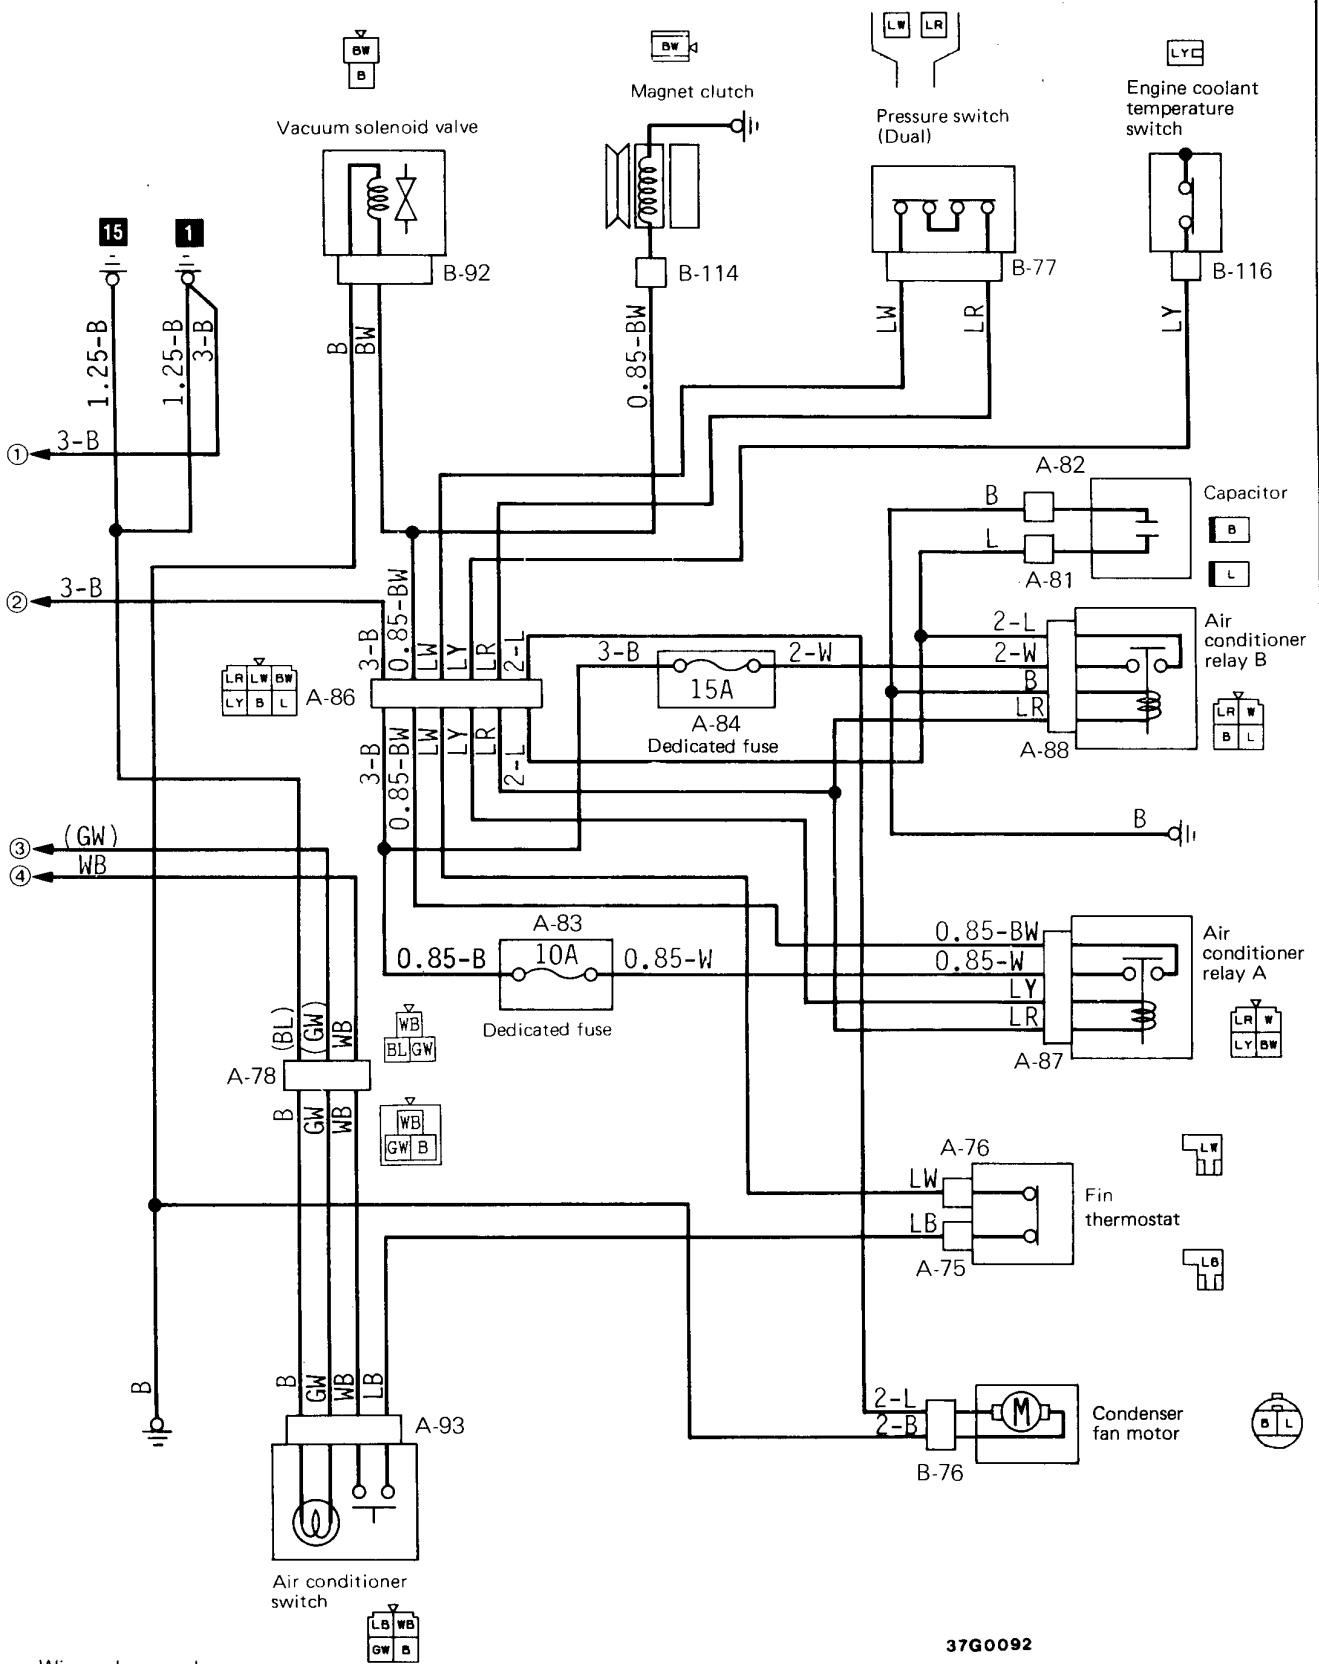 BW
B
BW
LW LR
LY
Magnet clutch
Engine coolant
temperature
switch
Pressure switch
(Dual)
Vacuum solenoid valve
15 1
B-92
B-114
B-77
B-116
1.25-B
1.25-B
3-B
B
BW
0.85-BW
LW
LR
LY
① 3-B
A-82
B
Capacitor
B
L
A-81
L
② 3-B
3-B
0.85-BW
LW
LY
LR
2-L
3-B
2-W
15A
A-84
Dedicated fuse
2-L
2-W
B
LR
A-88
Air
conditioner
relay B
LR W
B L
LR LW BW
LY B L
A-86
3-B
0.85-BW
LW
LY
LR
2-L
B
③ (GW)
④ WB
A-83
0.85-B
10A
0.85-W
Dedicated fuse
0.85-BW
0.85-W
LY
LR
A-87
Air
conditioner
relay A
LR W
LY BW
(BL)
(GW)
WB
WB
BL GW
A-78
B
GW
WB
WB
GW B
A-76
LW
LB
A-75
Fin
thermostat
LW
LB
B
B
GW
WB
LB
A-93
2-L
2-B
B-76
M
Condenser
fan motor
B L
Air conditioner
switch
LB WB
GW B
37G0092